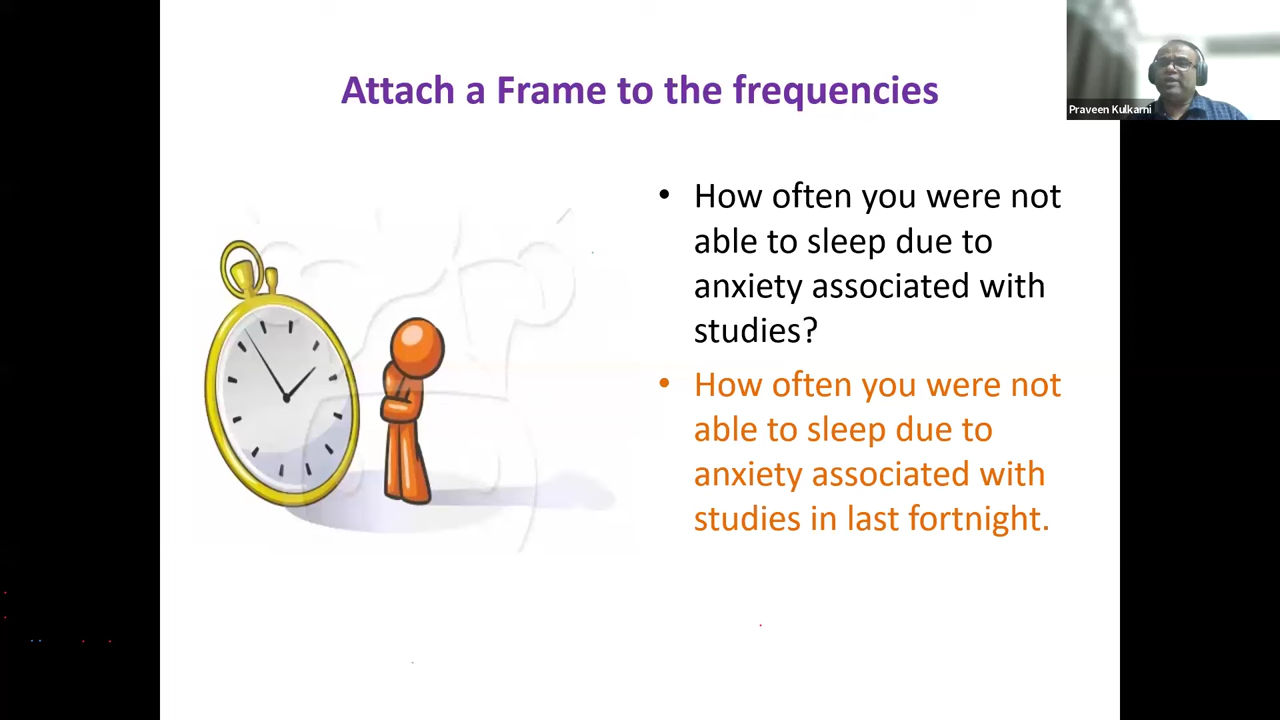 Attach a Frame to the frequencies
Praveen Kulkarni
• How often you were not
able to sleep due to
anxiety associated with
studies?
• How often you were not
able to sleep due to
anxiety associated with
studies in last fortnight.